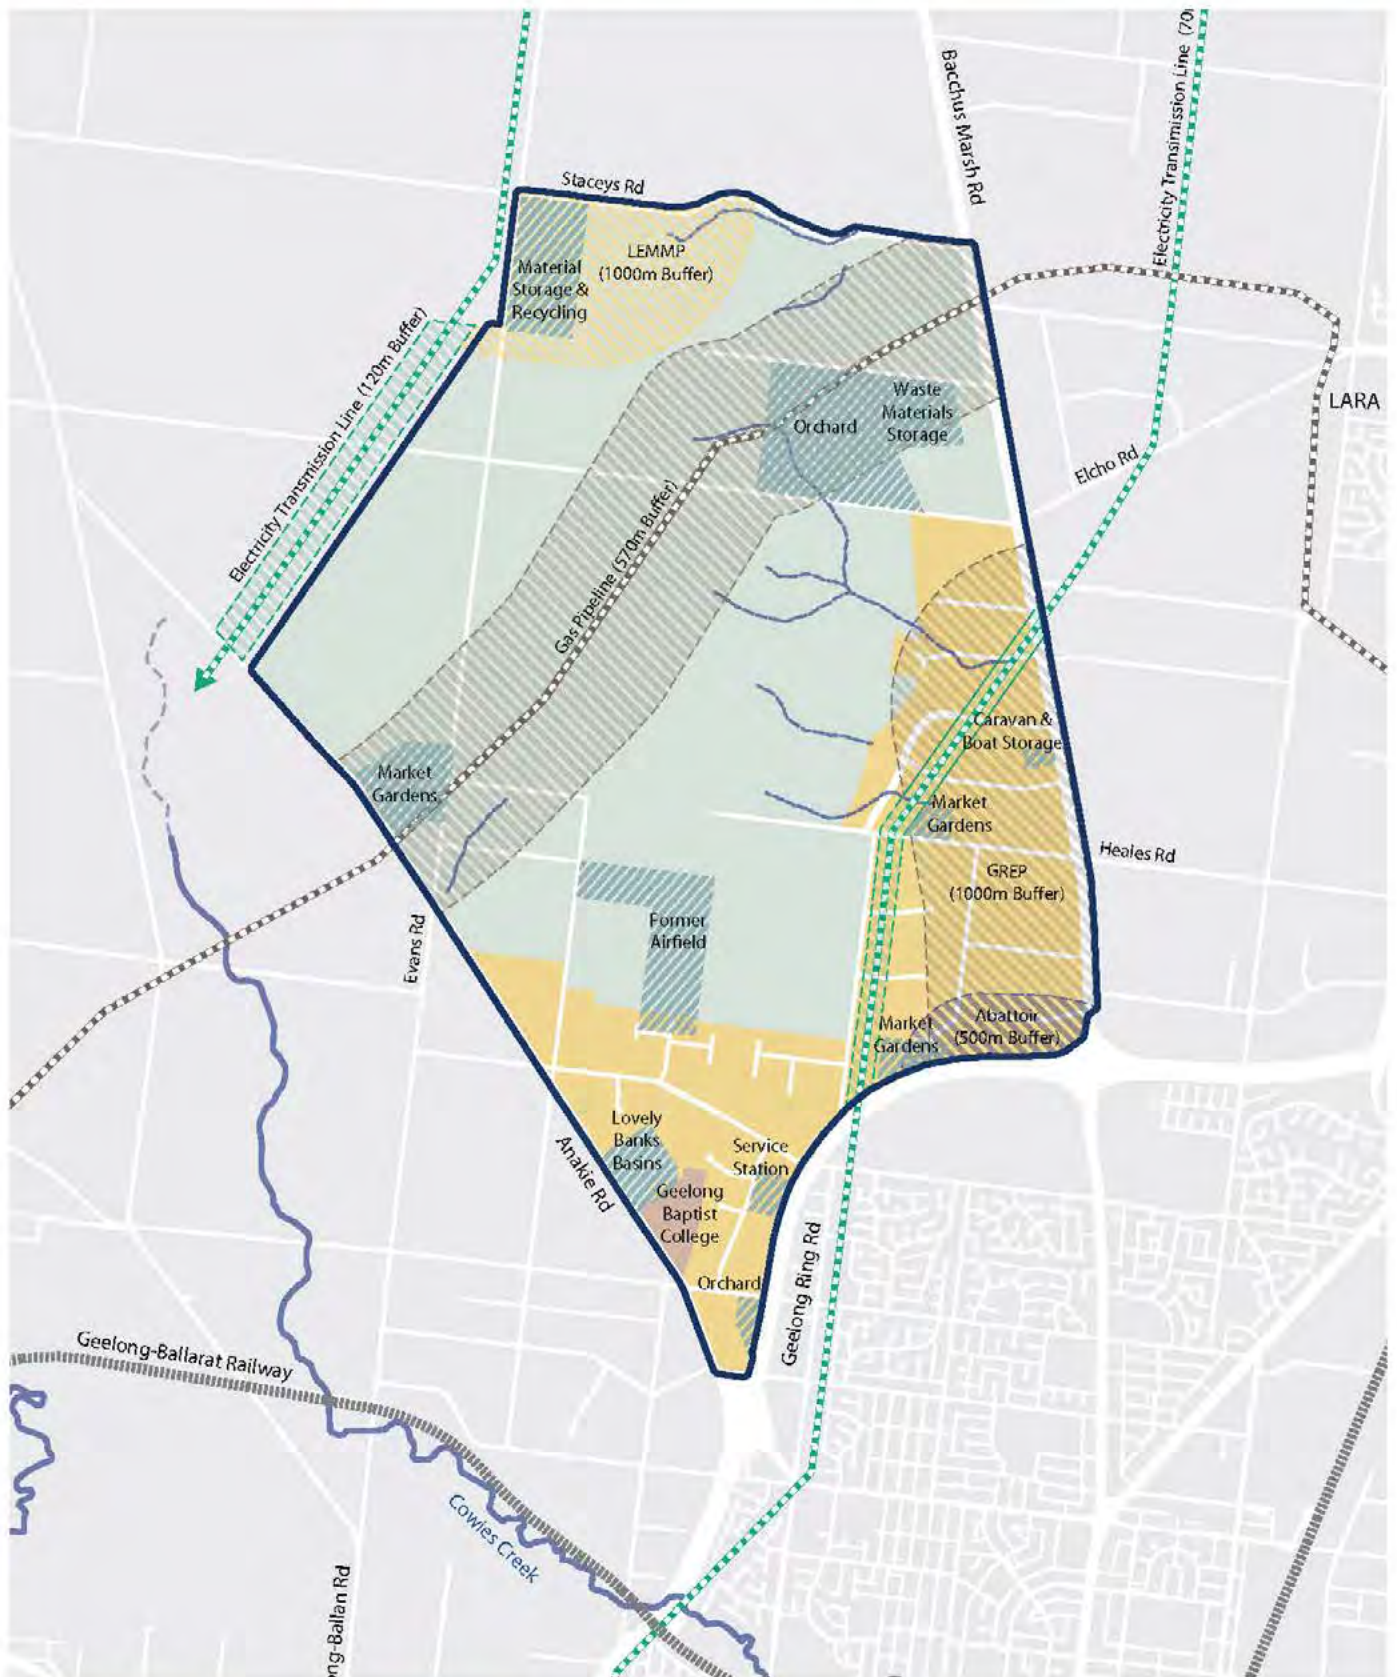 Bacchus Marsh Rd
Electricity Transimission Line (70
Staceys Rd
LEMMP
(1000m Buffer)
Material
Storage &
Recycling
Electricity Transmission Line (120m Buffer)
LARA
Waste
Materials
Storage
Orchard
Elcho Rd
Gas Pipeline (570m Buffer)
Caravan &
Boat Storage
Market
Gardens
Market
Gardens
Heales Rd
GREP
(1000m Buffer)
Former
Airfield
Evans Rd
Abattoir
(500m Buffer)
Market
Gardens
Lovely
Banks
Basins
Service
Station
Anakie Rd
Geelong
Baptist
College
Orchard
Geelong Ring Rd
Geelong-Ballarat Railway
Cowies Creek
ng-Ballan Rd